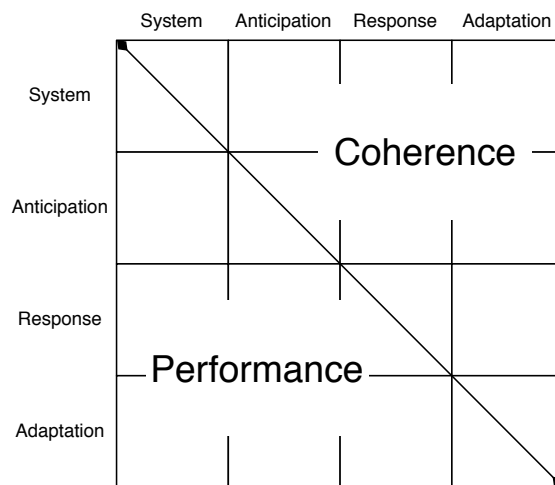 System Anticipation Response Adaptation
System
Coherence
Anticipation
Response
Performance
Adaptation